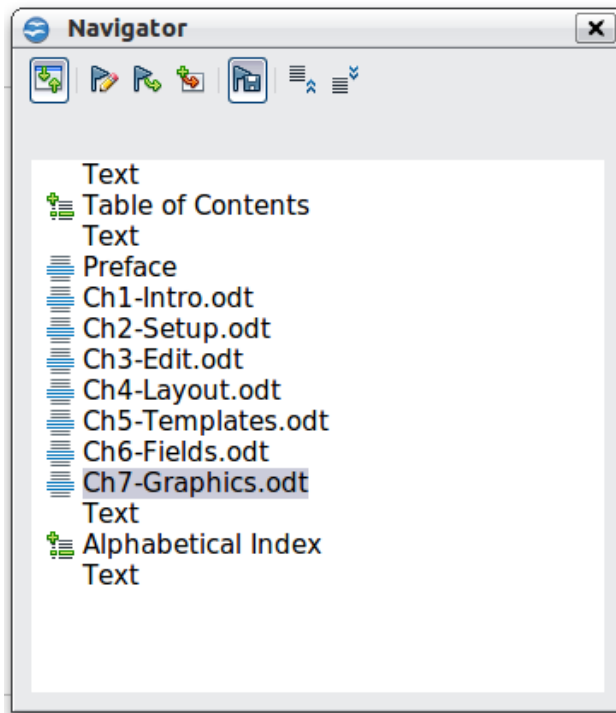 Navigator
Text
Table of Contents
Text
Preface
Ch1-Intro.odt
Ch2-Setup.odt
Ch3-Edit.odt
Ch4-Layout.odt
Ch5-Templates.odt
Ch6-Fields.odt
Ch7-Graphics.odt
Text
Alphabetical Index
Text